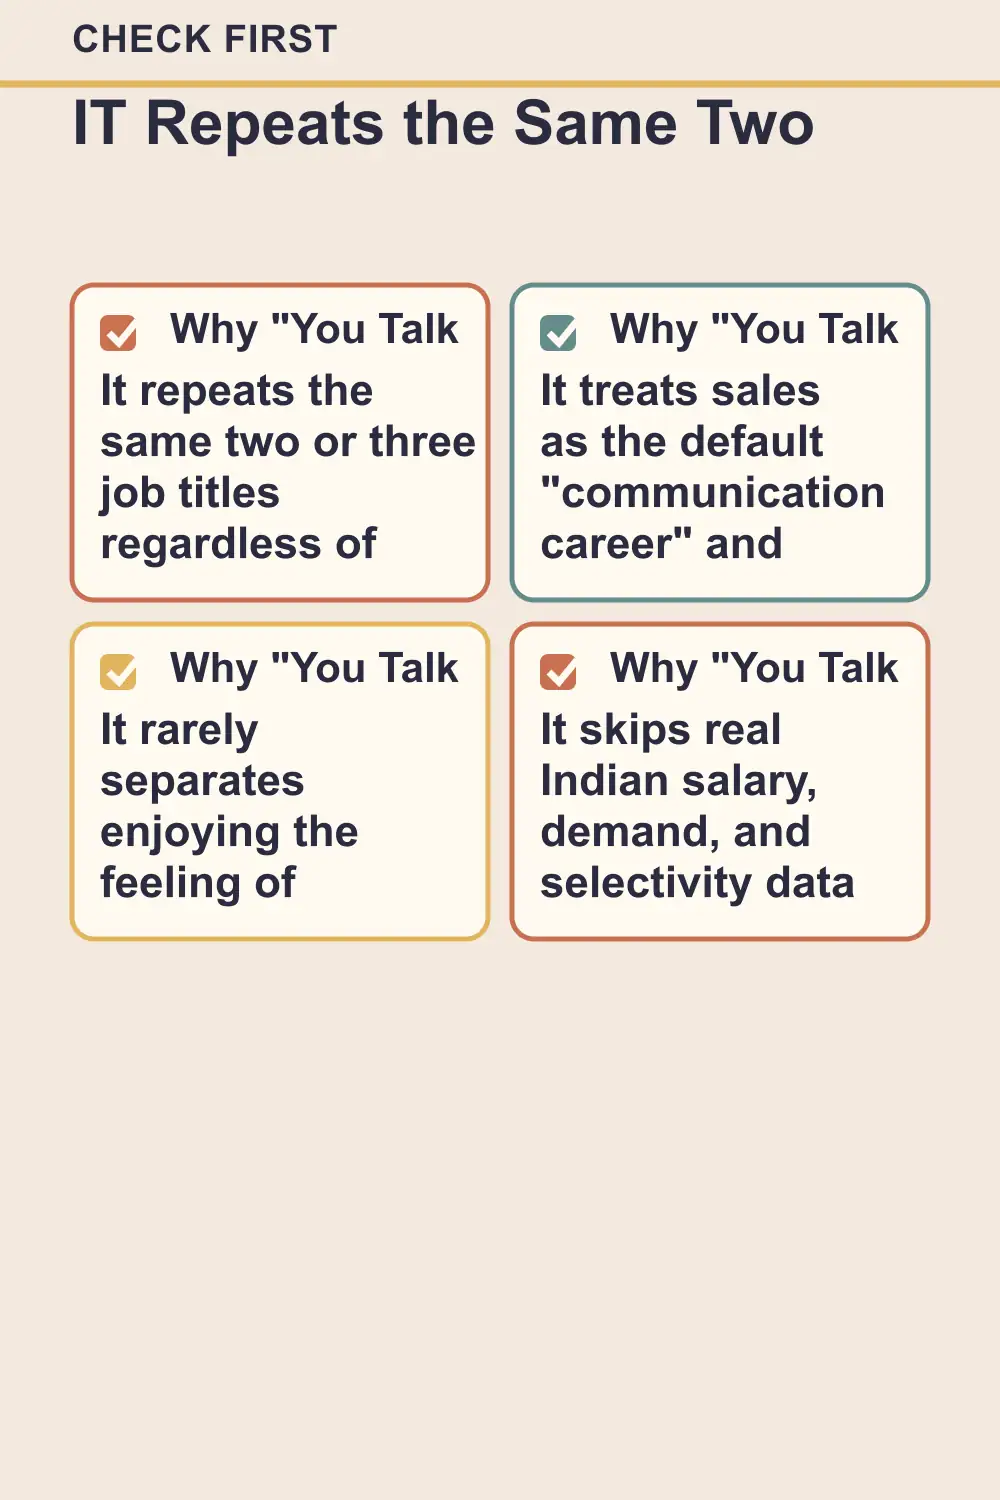 CHECK FIRST
IT Repeats the Same Two
Why "You Talk
It repeats the
same two or three
job titles
regardless of
Why "You Talk
It treats sales
as the default
"communication
career" and
Why "You Talk
It rarely
separates
enjoying the
feeling of
Why "You Talk
It skips real
Indian salary,
demand, and
selectivity data